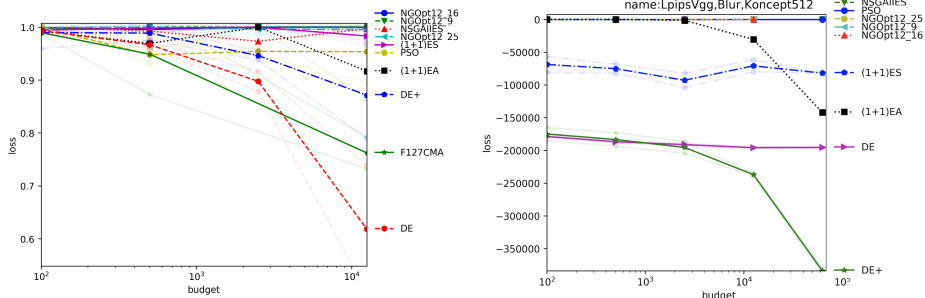 1.0
0.9
0.8
0.7
0.6
loss
10²
10³
10⁴
budget
NGOpt12_16
NGOpt12_9
NSGAIIES
NGOpt12_25
(1+1)ES
PSO
(1+1)EA
DE+
F127CMA
DE
name:LpipsVgg,Blur,Koncept512
0
−50000
−100000
−150000
−200000
−250000
−300000
−350000
loss
10²
10³
10⁴
10⁵
budget
NSGAIIES
PSO
NGOpt12_25
NGOpt12_9
NGOpt12_16
(1+1)ES
(1+1)EA
DE
DE+